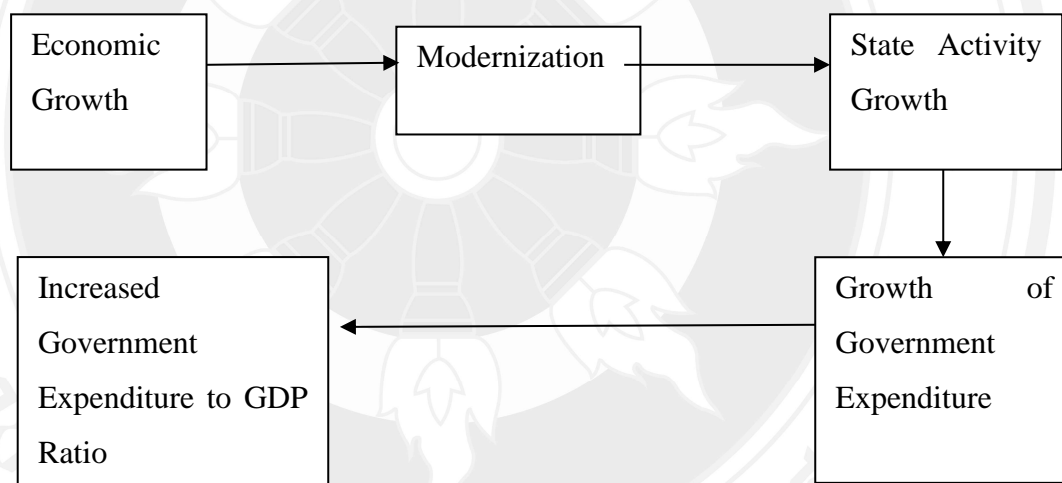 Economic
Growth
Modernization
State Activity
Growth
Growth of
Government
Expenditure
Increased
Government
Expenditure to GDP
Ratio